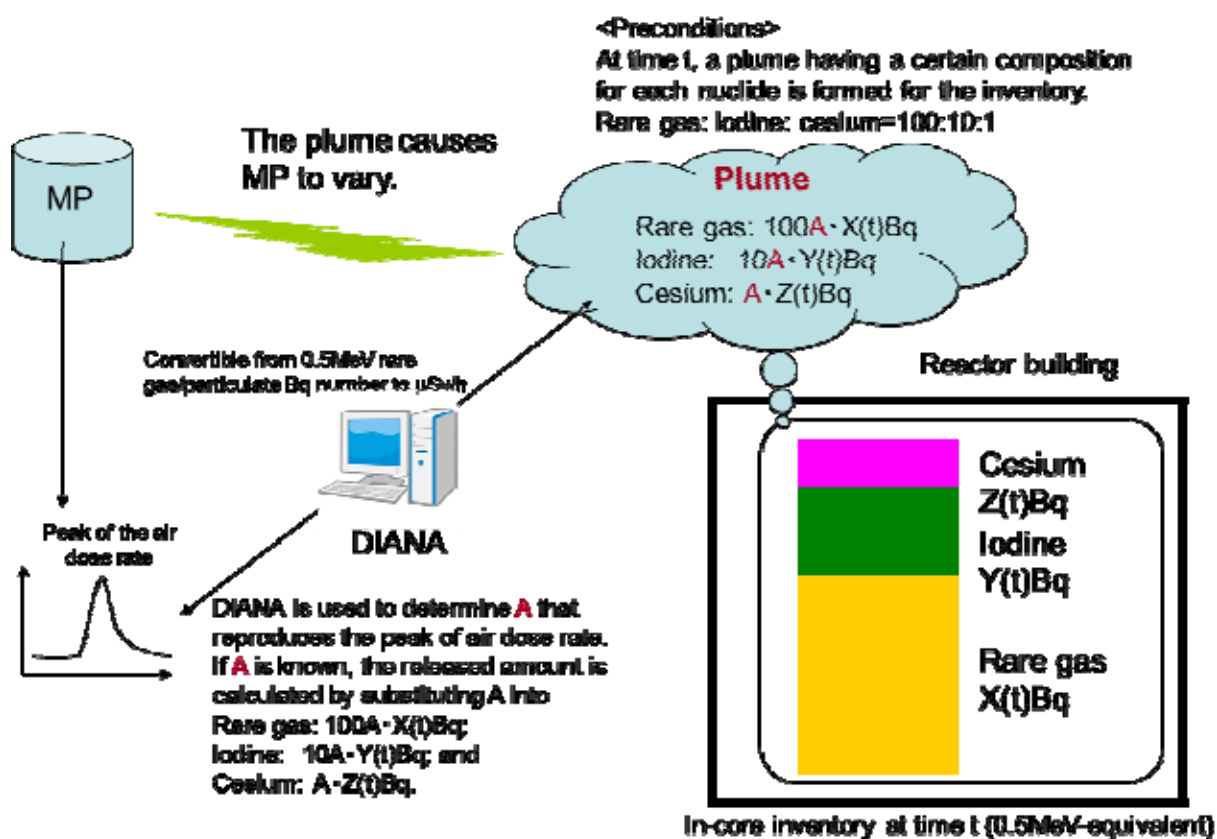 <Preconditions>
At time t, a plume having a certain composition
for each nuclide is formed for the inventory.
Rare gas: Iodine: cesium=100:10:1
The plume causes
MP to vary.
MP
Plume
Rare gas: 100A・X(t)Bq
Iodine: 10A・Y(t)Bq
Cesium: A・Z(t)Bq
Convertible from 0.5MeV rare
gas/particulate Bq number to μSv/h
Reactor building
DIANA
Cesium
Z(t)Bq
Iodine
Y(t)Bq
Rare gas
X(t)Bq
Peak of the air
dose rate
DIANA is used to determine A that
reproduces the peak of air dose rate.
If A is known, the released amount is
calculated by substituting A into
Rare gas: 100A・X(t)Bq;
Iodine: 10A・Y(t)Bq; and
Cesium: A・Z(t)Bq.
In-core inventory at time t (0.5MeV-equivalent)